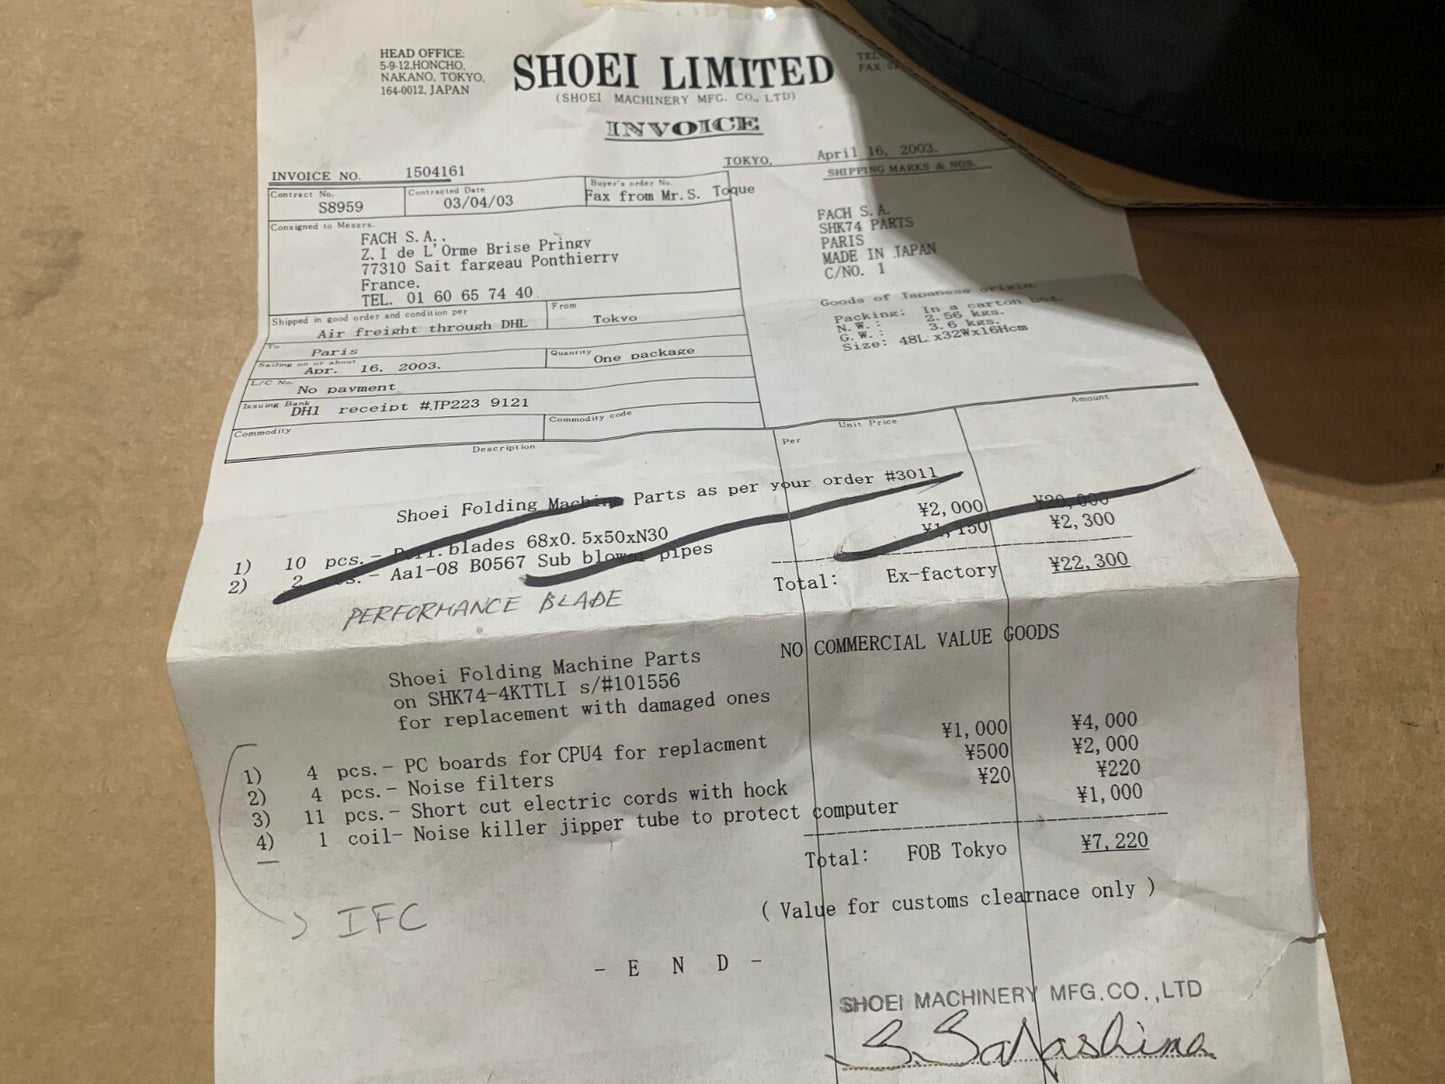 HEAD OFFICE:
5-9-12, HONCHO,
NAKANO, TOKYO,
164-0012, JAPAN
SHOEI LIMITED
(SHOEI MACHINERY MFG. CO., LTD)
TEL
FAX
INVOICE
INVOICE NO. 1504161
TOKYO, April 16, 2003.
Contract No.
S8959
Contracted Date
03/04/03
Buyer's order No.
Fax from Mr. S. Toque
SHIPPING MARKS & NOS.
Consigned to Messrs.
FACH S. A.,
Z. I de L'Orme Brise Pringy
77310 Sait fargeau Ponthierry
France.
TEL. 01 60 65 74 40
FACH S. A.
SHK74 PARTS
PARIS
MADE IN JAPAN
C/NO. 1
Goods of Japanese origin.
Packing: In a carton box.
N. W. : 2.56 kgs.
G. W. : 3.6 kgs.
Size: 48L x32Wx16Hcm
Shipped in good order and condition per
Air freight through DHL
From
Tokyo
To
Paris
Sailing on or about
Apr. 16. 2003.
Quantity
One package
L/C No.
No payment
Issuing Bank
DHl receipt #JP223 9121
Commodity
Commodity code
Description
Per
Unit Price
Amount
Shoei Folding Machine Parts as per your order #3011
1) 10 pcs. - blades 68x0. 5x50xN30 ¥2, 000 ¥20, 000
2) 2 pcs. - Aa1-08 B0567 Sub blower pipes ¥1, 150 ¥2, 300
Total: Ex-factory ¥22, 300
PERFORMANCE BLADE
NO COMMERCIAL VALUE GOODS
Shoei Folding Machine Parts
on SHK74-4KTTLI s/#101556
for replacement with damaged ones
1) 4 pcs. - PC boards for CPU4 for replacment ¥1, 000 ¥4, 000
2) 4 pcs. - Noise filters ¥500 ¥2, 000
3) 11 pcs. - Short cut electric cords with hock ¥20 ¥220
4) 1 coil- Noise killer jipper tube to protect computer ¥1, 000
Total: FOB Tokyo ¥7, 220
IFC
( Value for customs clearnace only )
- E N D -
SHOEI MACHINERY MFG.CO.,LTD